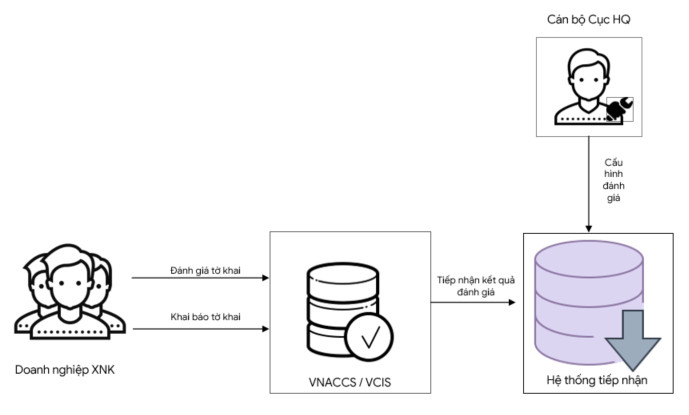 Cán bộ Cục HQ
Cấu
hình
đánh
giá
Đánh giá tờ khai
Tiếp nhận kết quả
đánh giá
Khai báo tờ khai
Doanh nghiệp XNK
VNACCS / VCIS
Hệ thống tiếp nhận